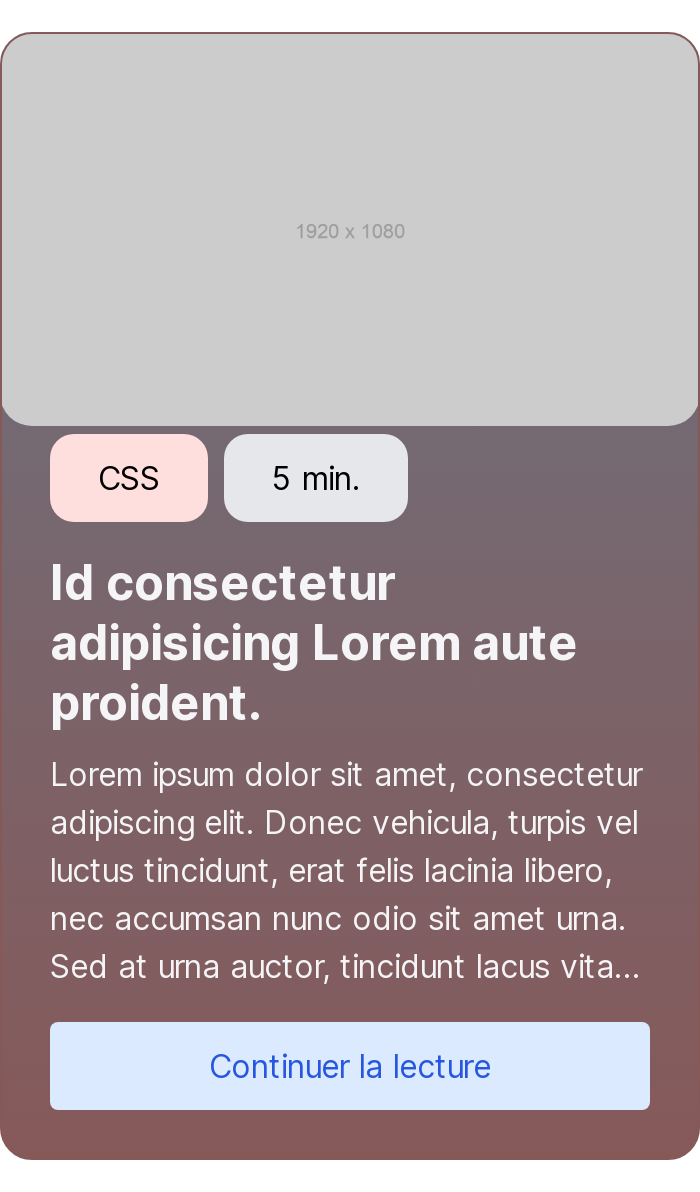 1920 x 1080
CSS
5 min.
Id consectetur
adipisicing Lorem aute
proident.
Lorem ipsum dolor sit amet, consectetur
adipiscing elit. Donec vehicula, turpis vel
luctus tincidunt, erat felis lacinia libero,
nec accumsan nunc odio sit amet urna.
Sed at urna auctor, tincidunt lacus vita…
Continuer la lecture